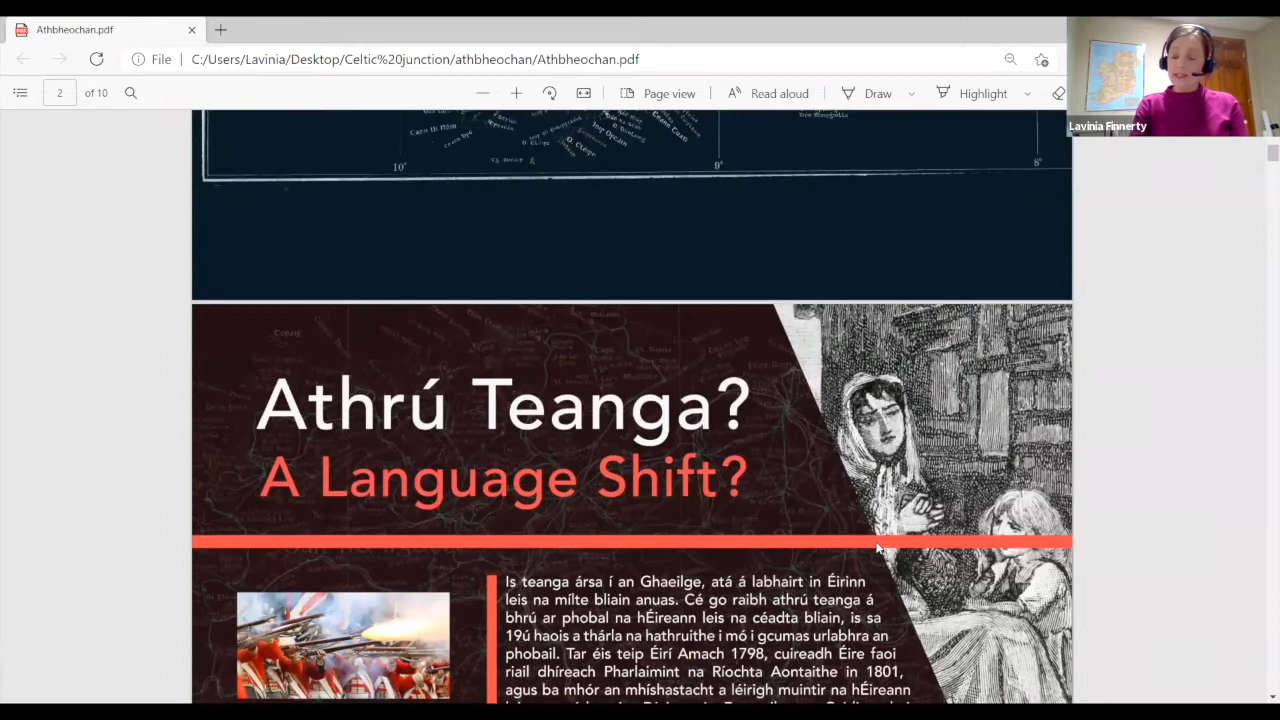 Athbheochan.pdf
File
C:/Users/Lavinia/Desktop/Celtic%20junction/athbheochan/Athbheochan.pdf
2 of 10
Page view
Read aloud
Draw
Highlight
Lavinia Finnerty
10°
9°
8°
Athrú Teanga?
A Language Shift?
Is teanga ársa í an Ghaeilge, atá á labhairt in Éirinn
leis na mílte bliain anuas. Cé go raibh athrú teanga á
bhrú ar phobal na hÉireann leis na céadta bliain, is sa
19ú haois a thárla na hathruithe i mó i gcumas urlabhra an
phobail. Tar éis teip Éirí Amach 1798, cuireadh Éire faoi
riail dhíreach Pharlaimint na Ríochta Aontaithe in 1801,
agus ba mhór an mhíshastacht a léirigh muintir na hÉireann